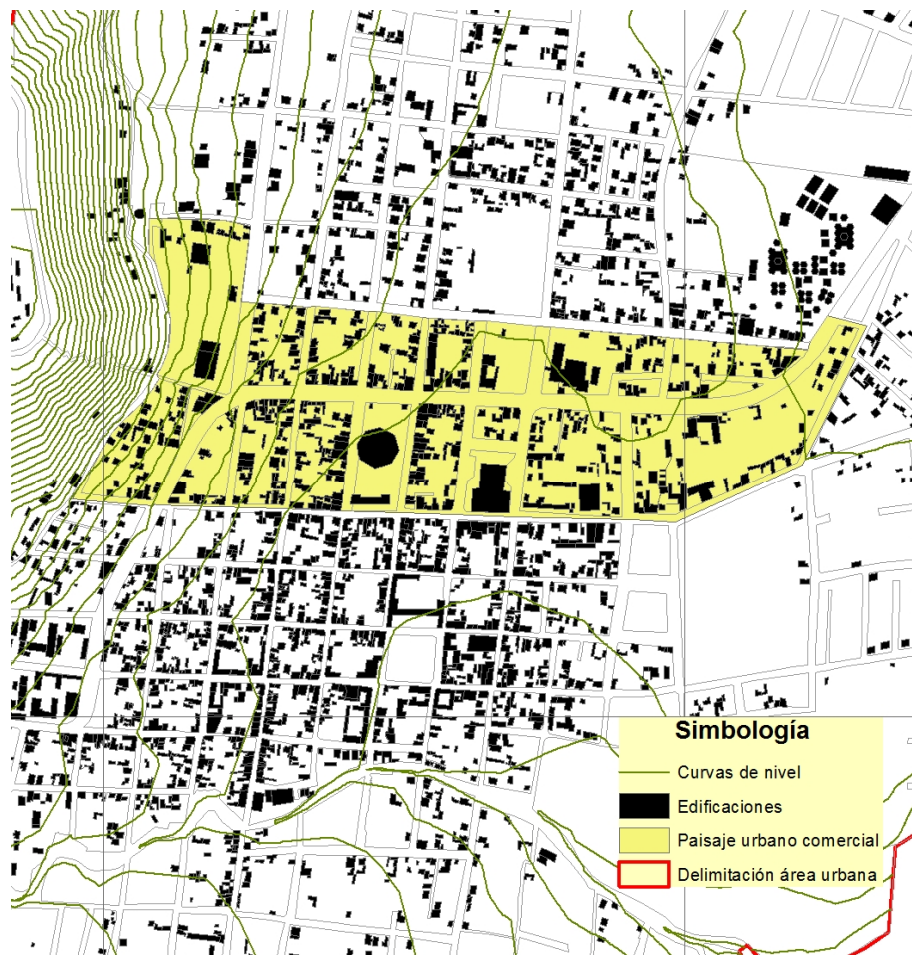 Simbología
Curvas de nivel
Edificaciones
Paisaje urbano comercial
Delimitación área urbana